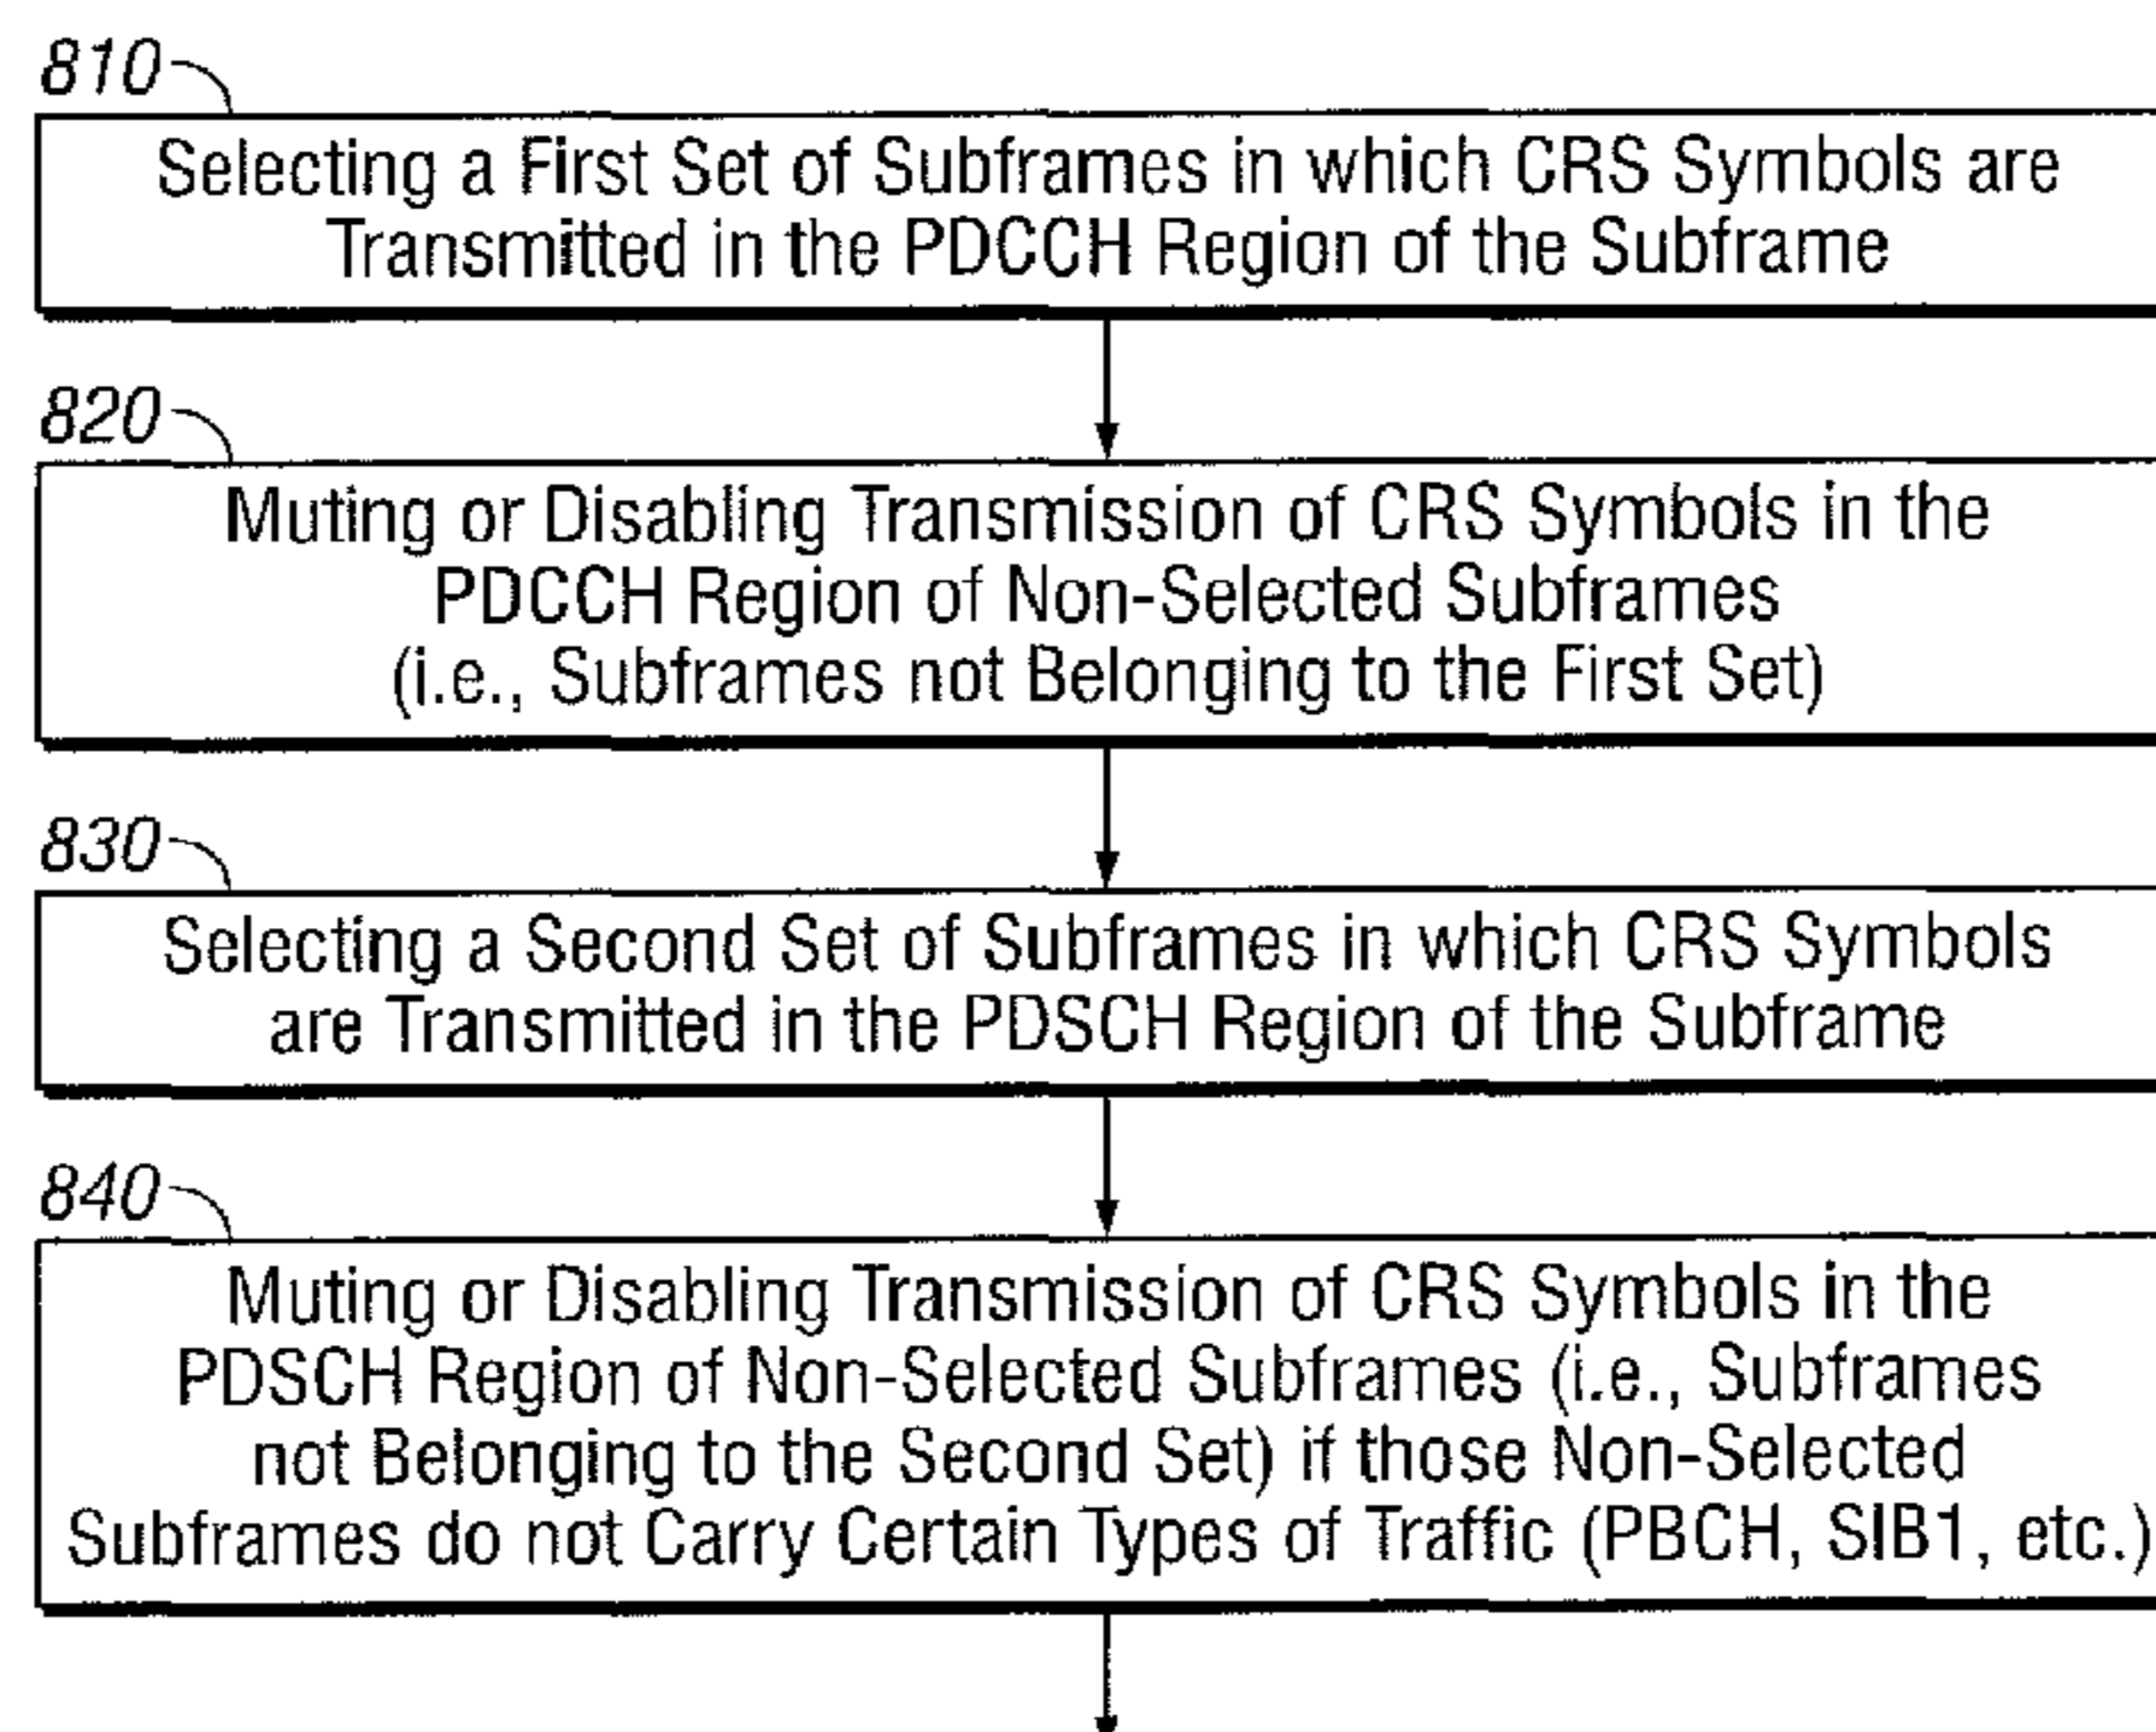 810
Selecting a First Set of Subframes in which CRS Symbols are
Transmitted in the PDCCH Region of the Subframe
820
Muting or Disabling Transmission of CRS Symbols in the
PDCCH Region of Non-Selected Subframes
(i.e., Subframes not Belonging to the First Set)
830
Selecting a Second Set of Subframes in which CRS Symbols
are Transmitted in the PDSCH Region of the Subframe
840
Muting or Disabling Transmission of CRS Symbols in the
PDSCH Region of Non-Selected Subframes (i.e., Subframes
not Belonging to the Second Set) if those Non-Selected
Subframes do not Carry Certain Types of Traffic (PBCH, SIB1, etc.)